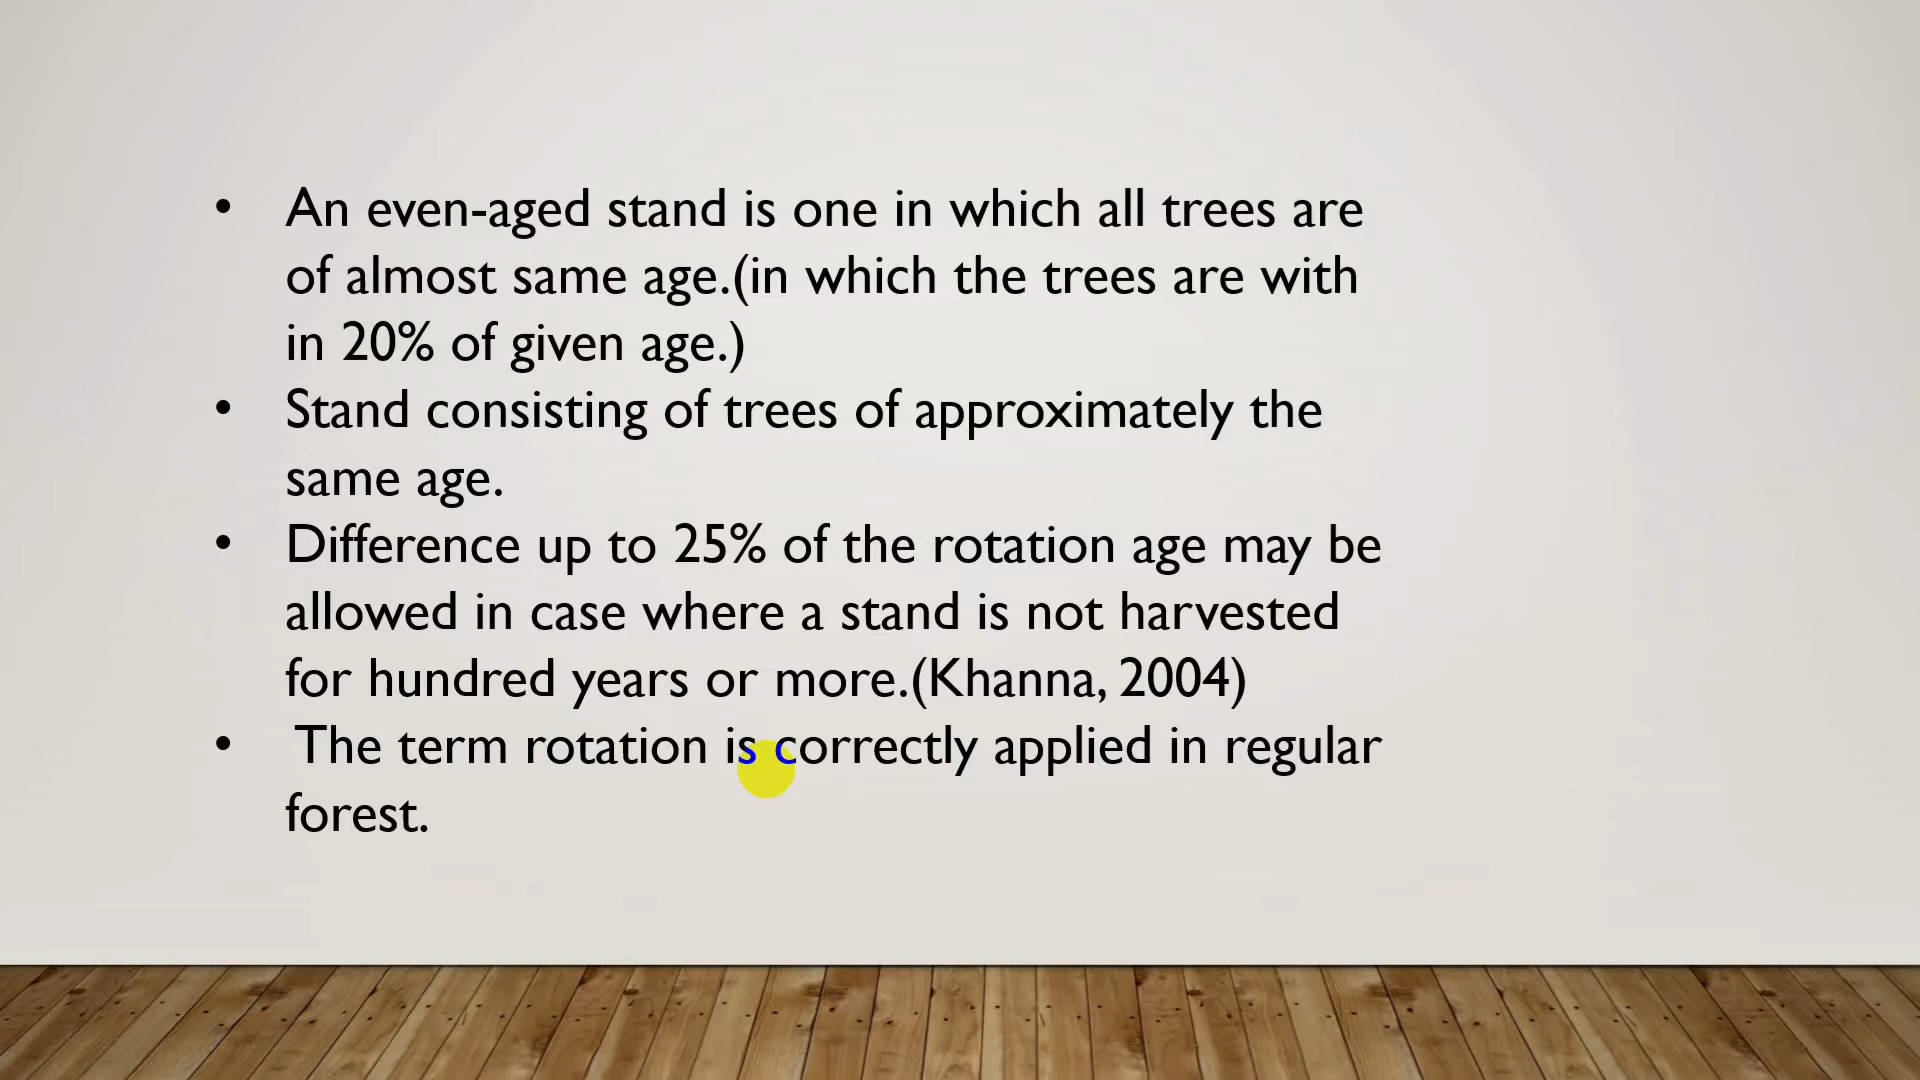 • An even-aged stand is one in which all trees are
of almost same age.(in which the trees are with
in 20% of given age.)
• Stand consisting of trees of approximately the
same age.
• Difference up to 25% of the rotation age may be
allowed in case where a stand is not harvested
for hundred years or more.(Khanna, 2004)
• The term rotation is correctly applied in regular
forest.